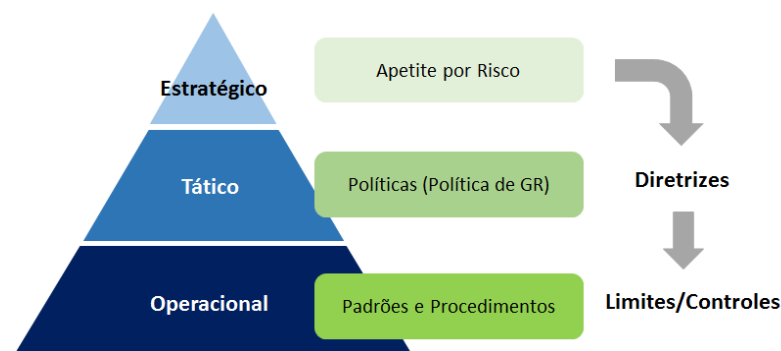 Estratégico
Apetite por Risco
Tático
Políticas (Política de GR)
Diretrizes
Operacional
Padrões e Procedimentos
Limites/Controles